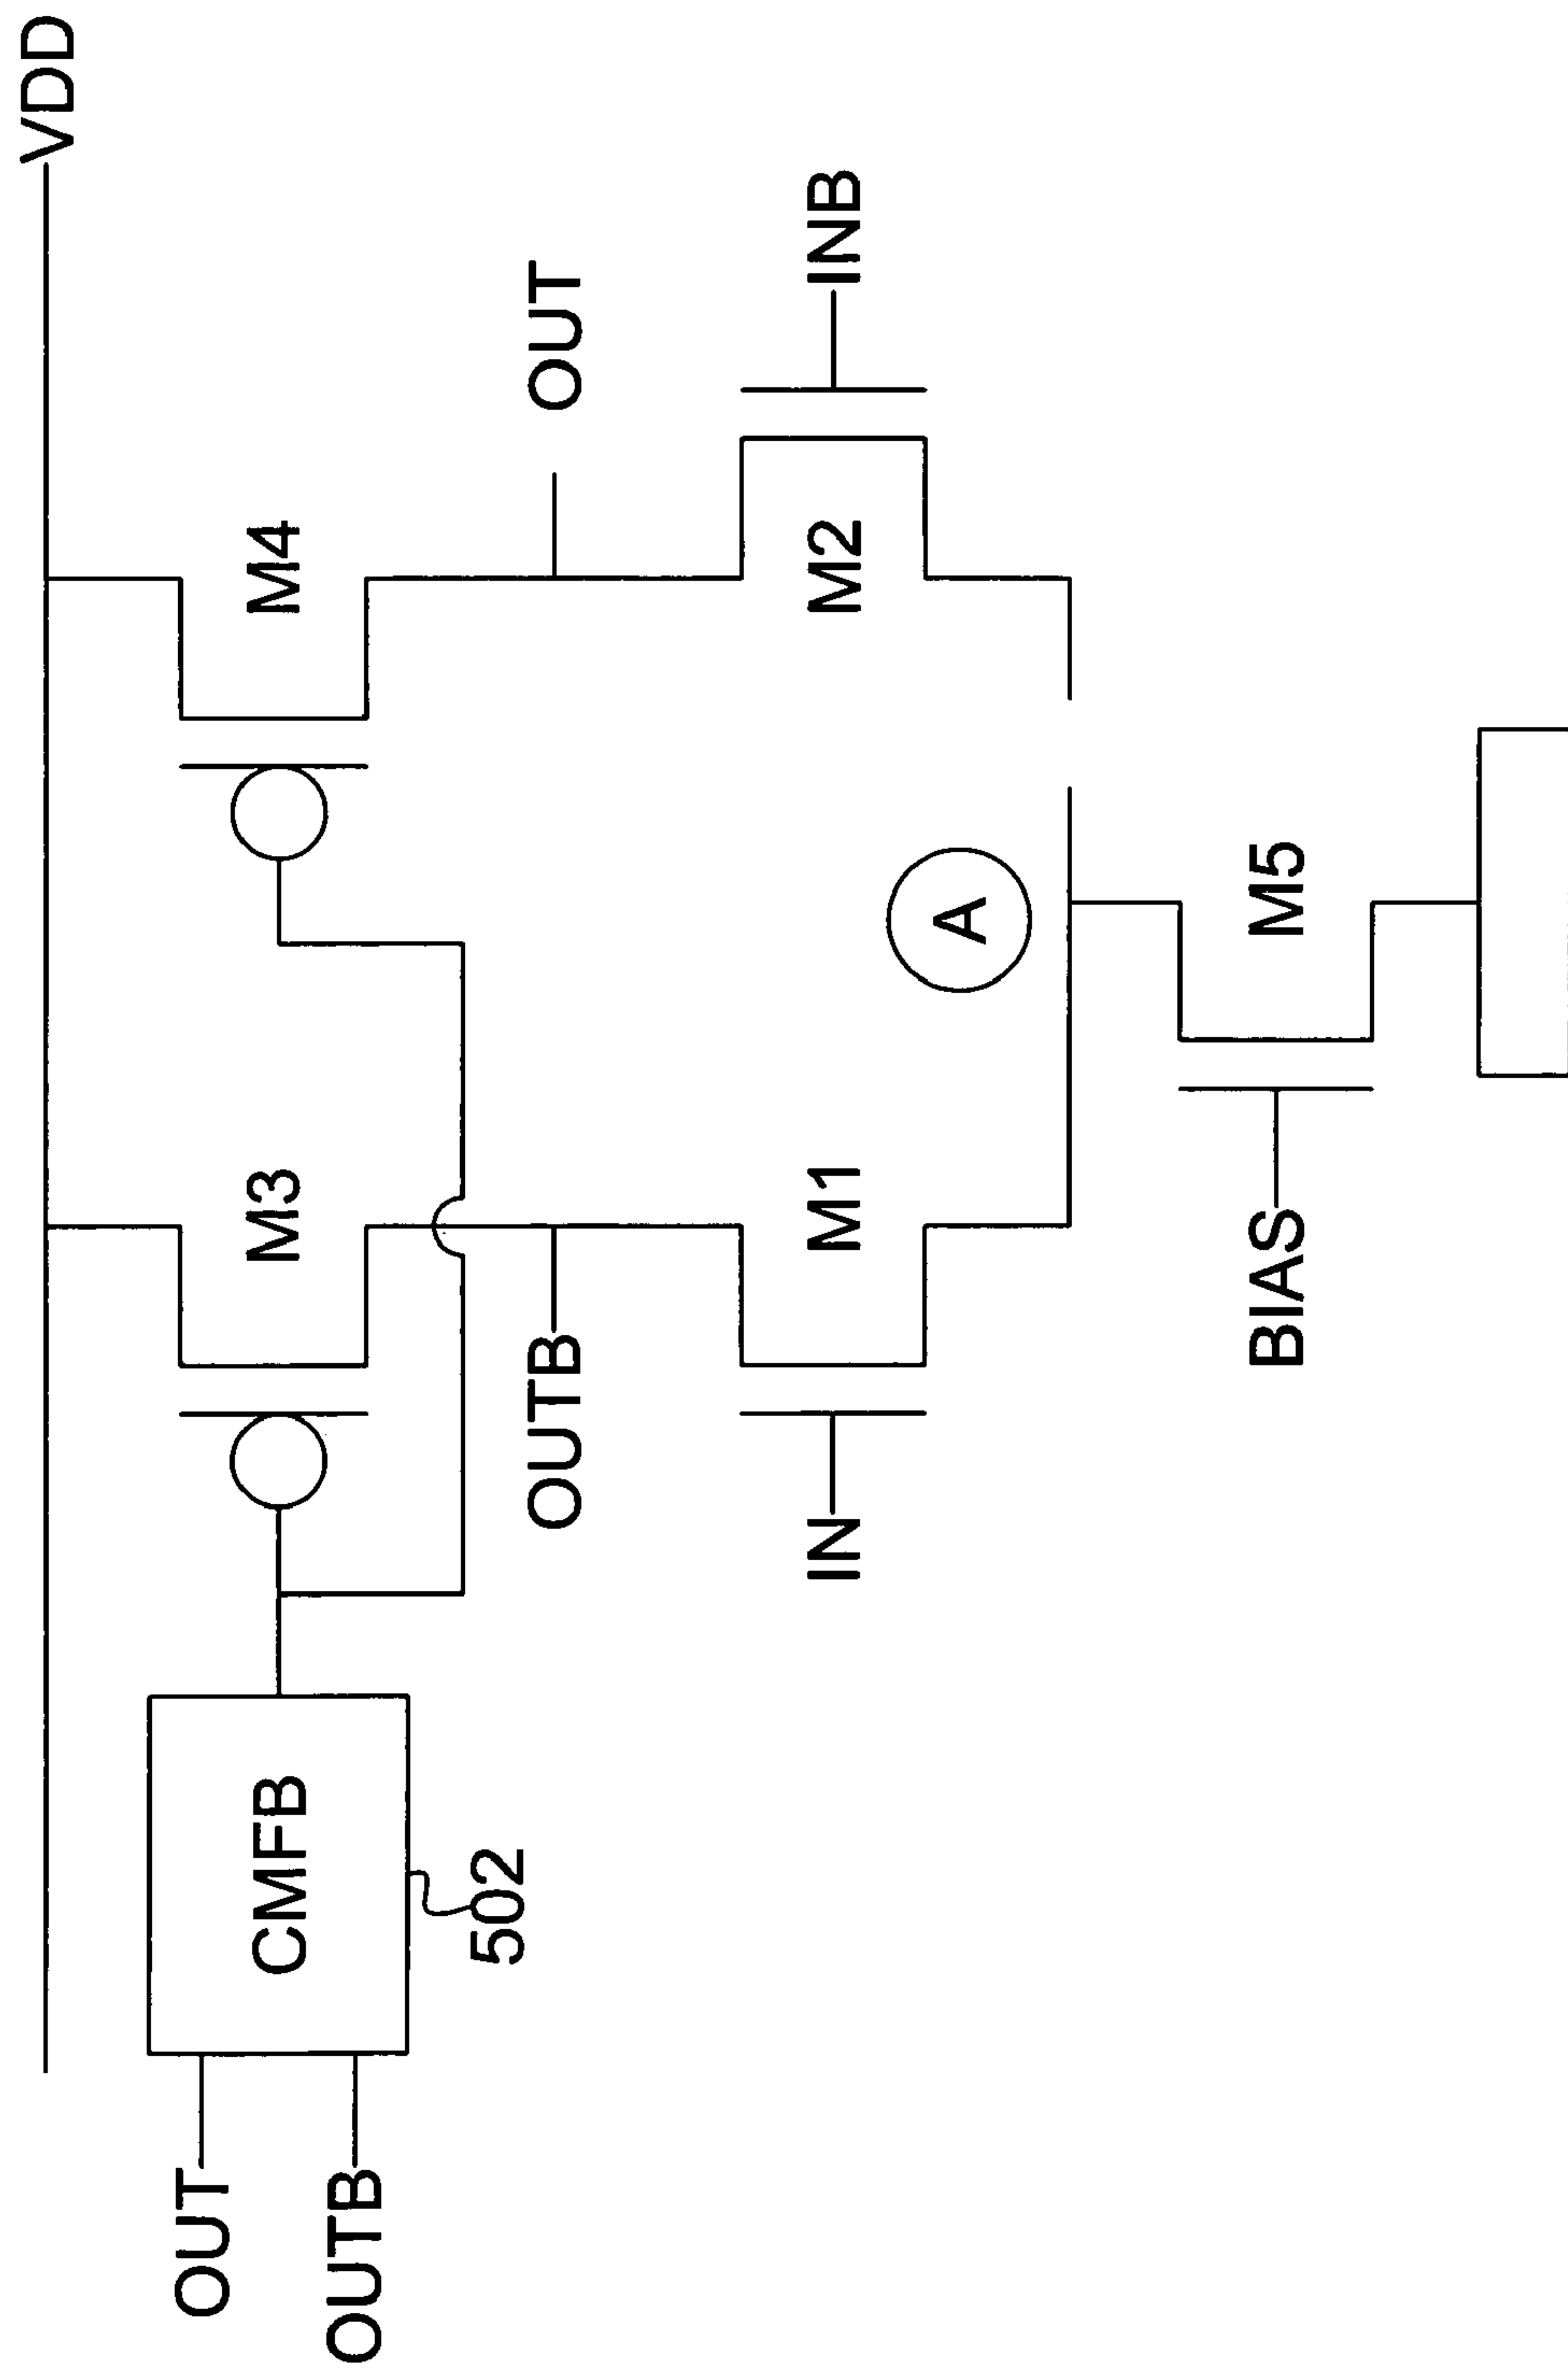 VDD
OUT
OUTB
CMFB
502
M3
M4
OUTB
OUT
IN
M1
M2
INB
A
BIAS
M5